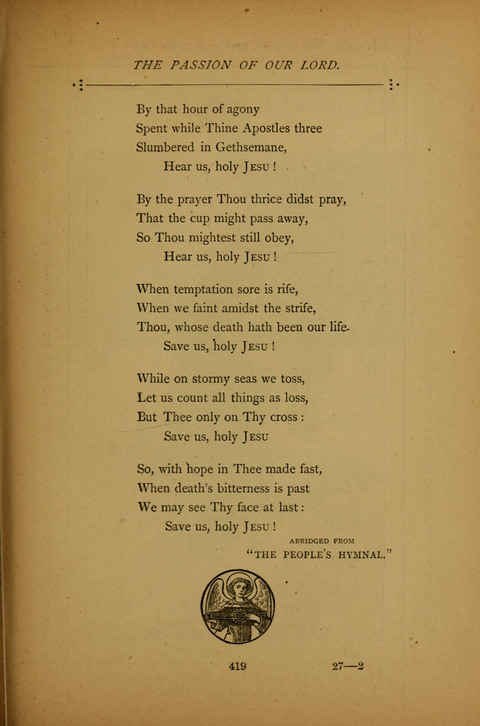 THE PASSION OF OUR LORD.
By that hour of agony
Spent while Thine Apostles three
Slumbered in Gethsemane,
Hear us, holy JESU !
By the prayer Thou thrice didst pray,
That the cup might pass away,
So Thou mightest still obey,
Hear us, holy JESU !
When temptation sore is rife,
When we faint amidst the strife,
Thou, whose death hath been our life.
Save us, holy JESU !
While on stormy seas we toss,
Let us count all things as loss,
But Thee only on Thy cross :
Save us, holy JESU
So, with hope in Thee made fast,
When death's bitterness is past
We may see Thy face at last :
Save us, holy JESU !
ABRIDGED FROM
"THE PEOPLE'S HYMNAL."
419 27—2